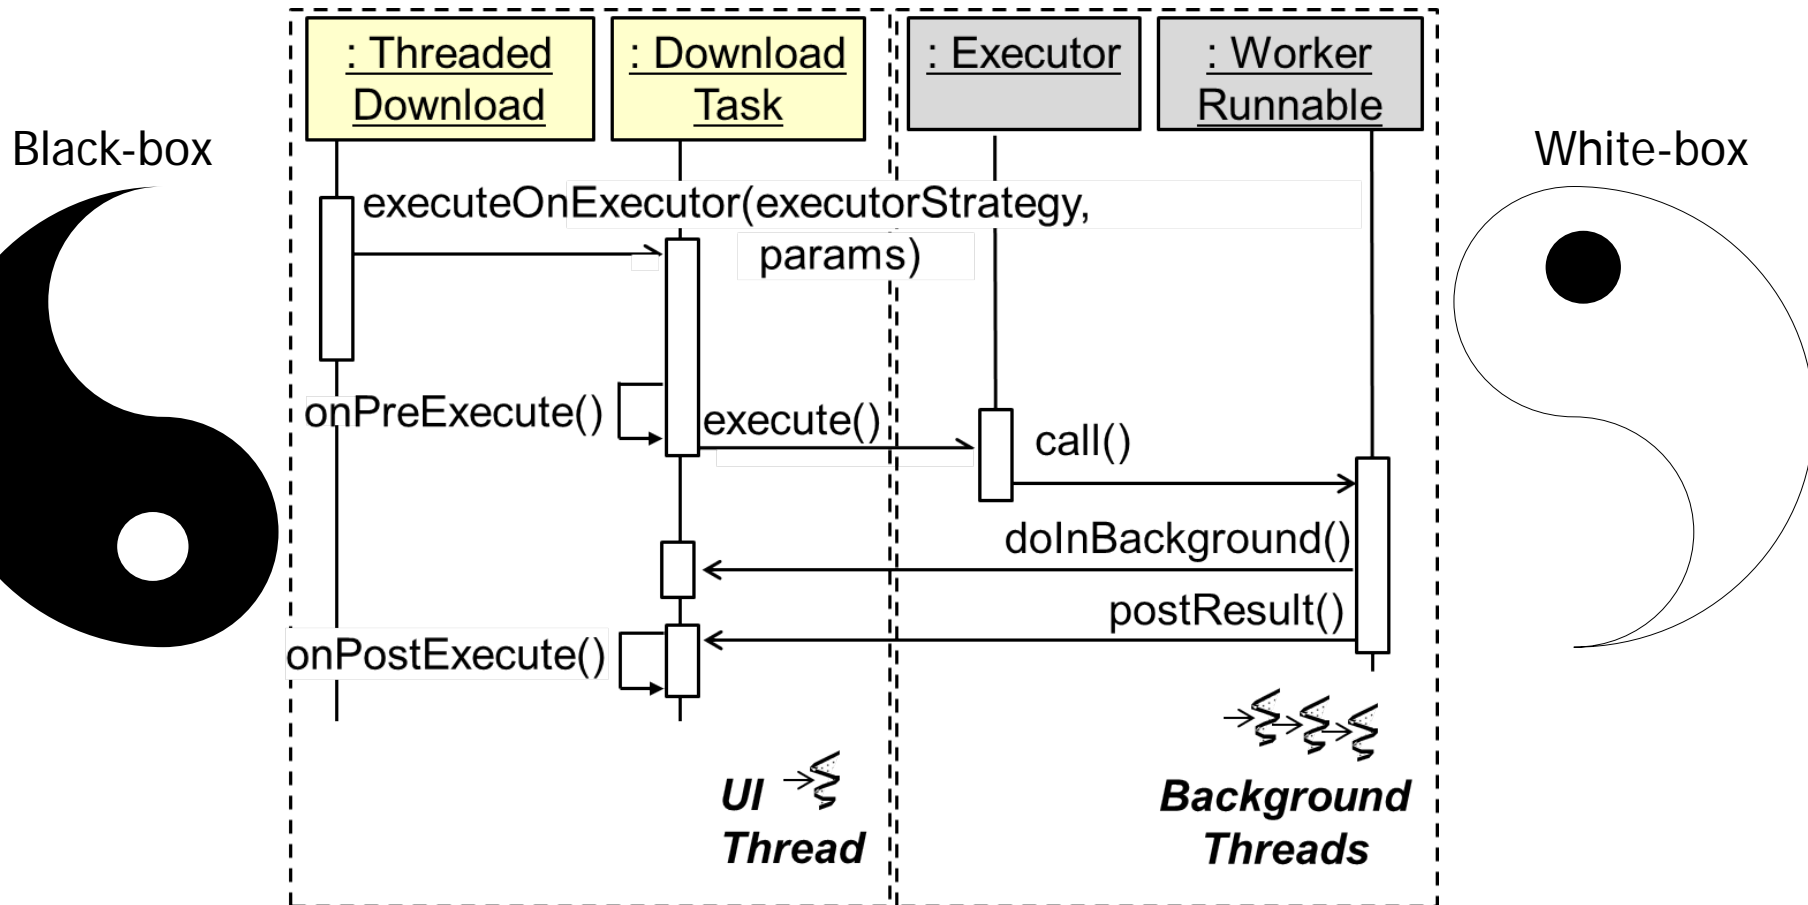 : Threaded
Download
: Download
Task
: Executor
: Worker
Runnable
Black-box
White-box
executeOnExecutor(executorStrategy,
params)
onPreExecute()
execute()
call()
doInBackground()
postResult()
onPostExecute()
UI
Thread
Background
Threads